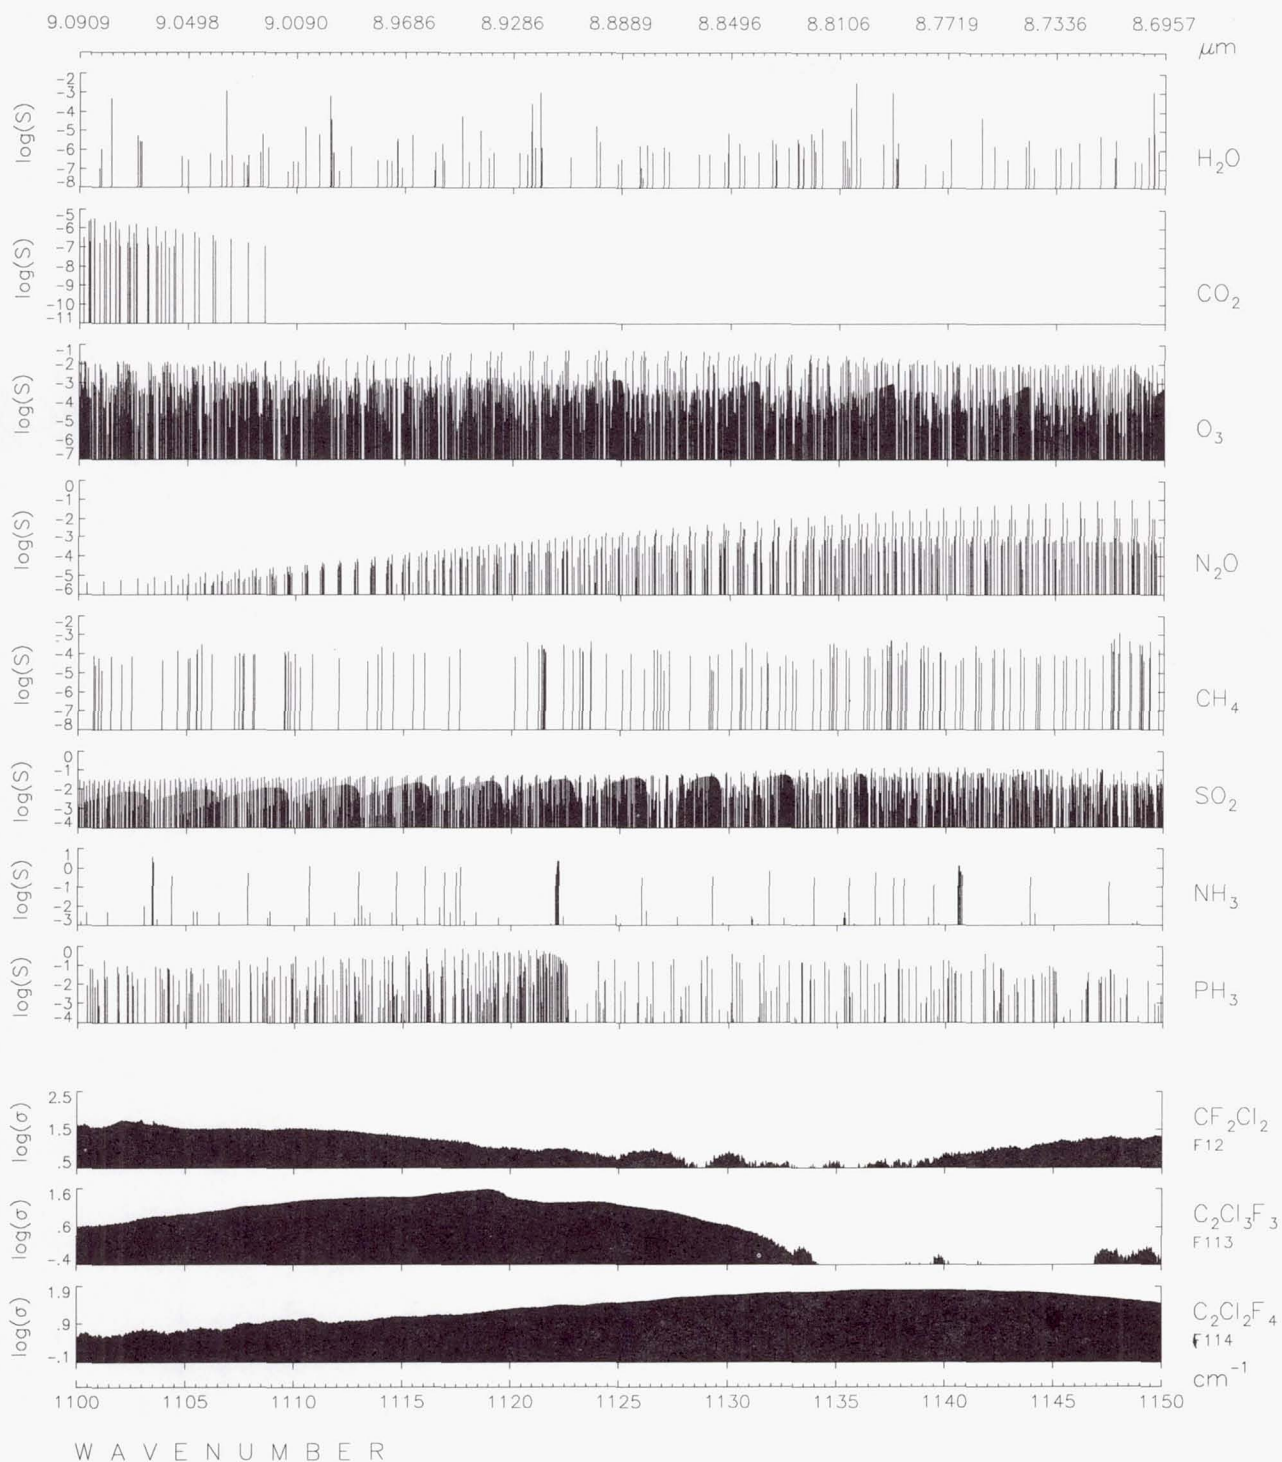 9.0909 9.0498 9.0090 8.9686 8.9286 8.8889 8.8496 8.8106 8.7719 8.7336 8.6957
μm
-2
-3
-4
-5
-6
-7
-8
log(S)
H2O
-5
-6
-7
-8
-9
-10
-11
log(S)
CO2
-1
-2
-3
-4
-5
-6
-7
log(S)
O3
0
-1
-2
-3
-4
-5
-6
log(S)
N2O
-2
-3
-4
-5
-6
-7
-8
log(S)
CH4
0
-1
-2
-3
-4
log(S)
SO2
1
0
-1
-2
-3
log(S)
NH3
0
-1
-2
-3
-4
log(S)
PH3
2.5
1.5
.5
log(σ)
CF2Cl2
F12
1.6
.6
-.4
log(σ)
C2Cl3F3
F113
1.9
.9
-.1
log(σ)
C2Cl2F4
F114
cm-1
1100 1105 1110 1115 1120 1125 1130 1135 1140 1145 1150
WAVENUMBER